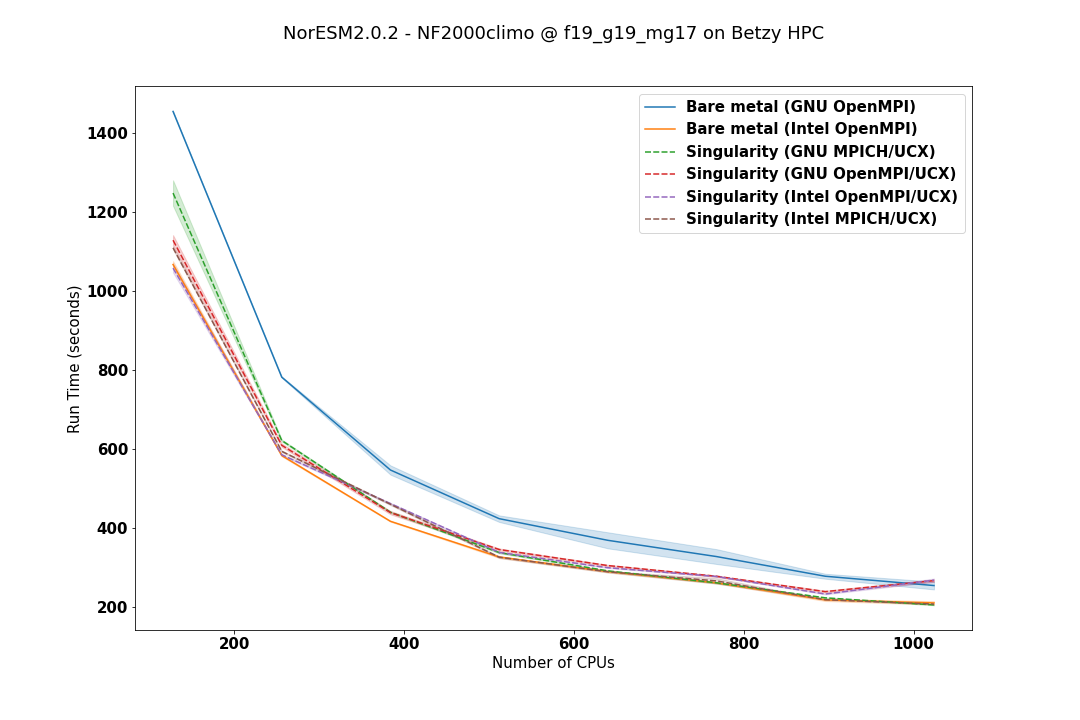 NorESM2.0.2 - NF2000climo @ f19_g19_mg17 on Betzy HPC
Bare metal (GNU OpenMPI)
Bare metal (Intel OpenMPI)
Singularity (GNU MPICH/UCX)
Singularity (GNU OpenMPI/UCX)
Singularity (Intel OpenMPI/UCX)
Singularity (Intel MPICH/UCX)
Run Time (seconds)
1400
1200
1000
800
600
400
200
200 400 600 800 1000
Number of CPUs